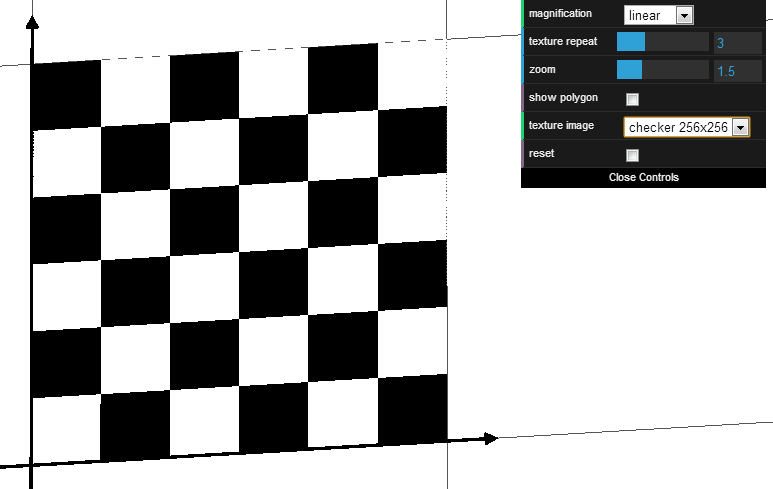 magnification linear
texture repeat 3
zoom 1.5
show polygon
texture image checker 256x256
reset
Close Controls